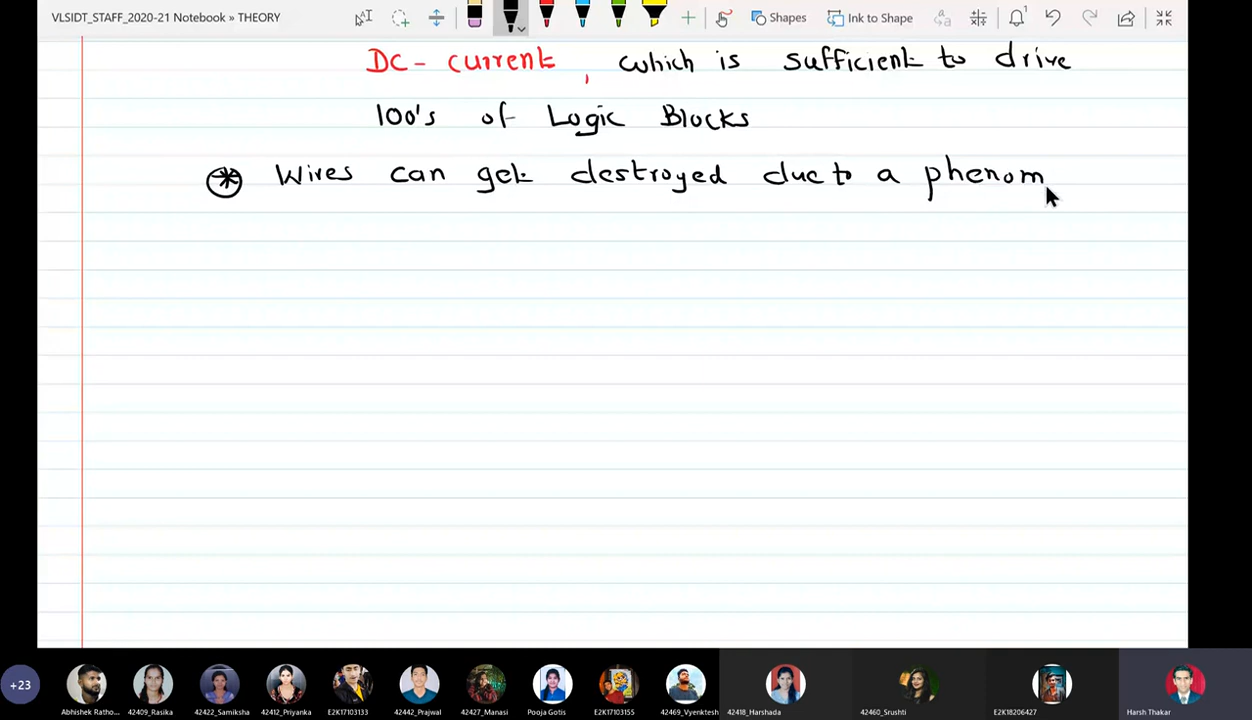 VLSIDT_STAFF_2020-21 Notebook » THEORY
Shapes
Ink to Shape
DC-current, which is sufficient to drive
100's of Logic Blocks
* Wires can get destroyed due to a phenom
+23
Abhishek Ratho...
42409_Rasika
42422_Samiksha
42412_Priyanka
E2K17103133
42442_Prajwal
42427_Manasi
Pooja Gotis
E2K17103155
42469_Vyenktesh
42418_Harshada
42460_Srushti
E2K18206427
Harsh Thakar